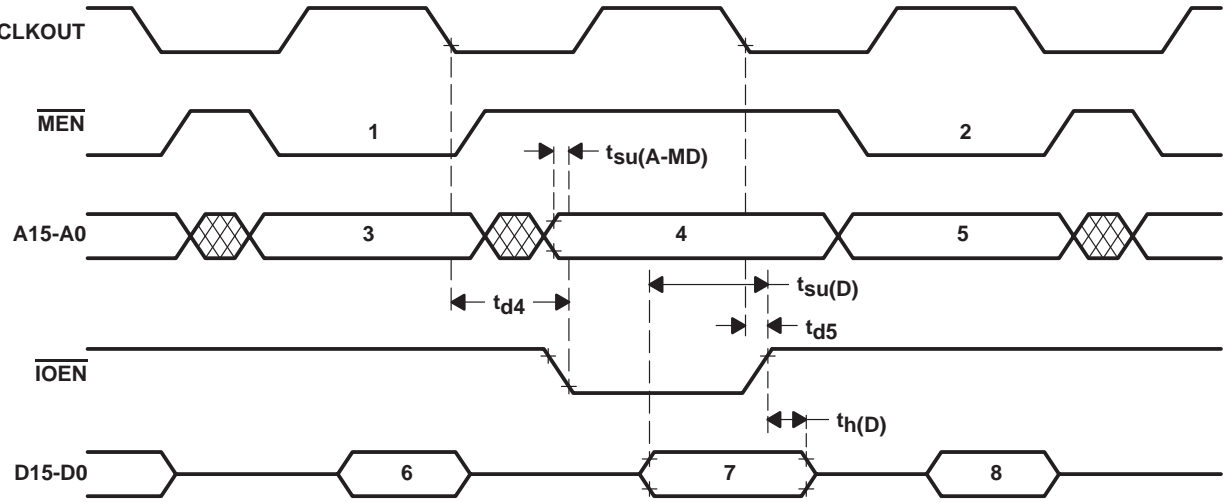 CLKOUT
MEN
1
2
tsu(A-MD)
A15-A0
3
4
5
tsu(D)
td4
td5
IOEN
th(D)
D15-D0
6
7
8